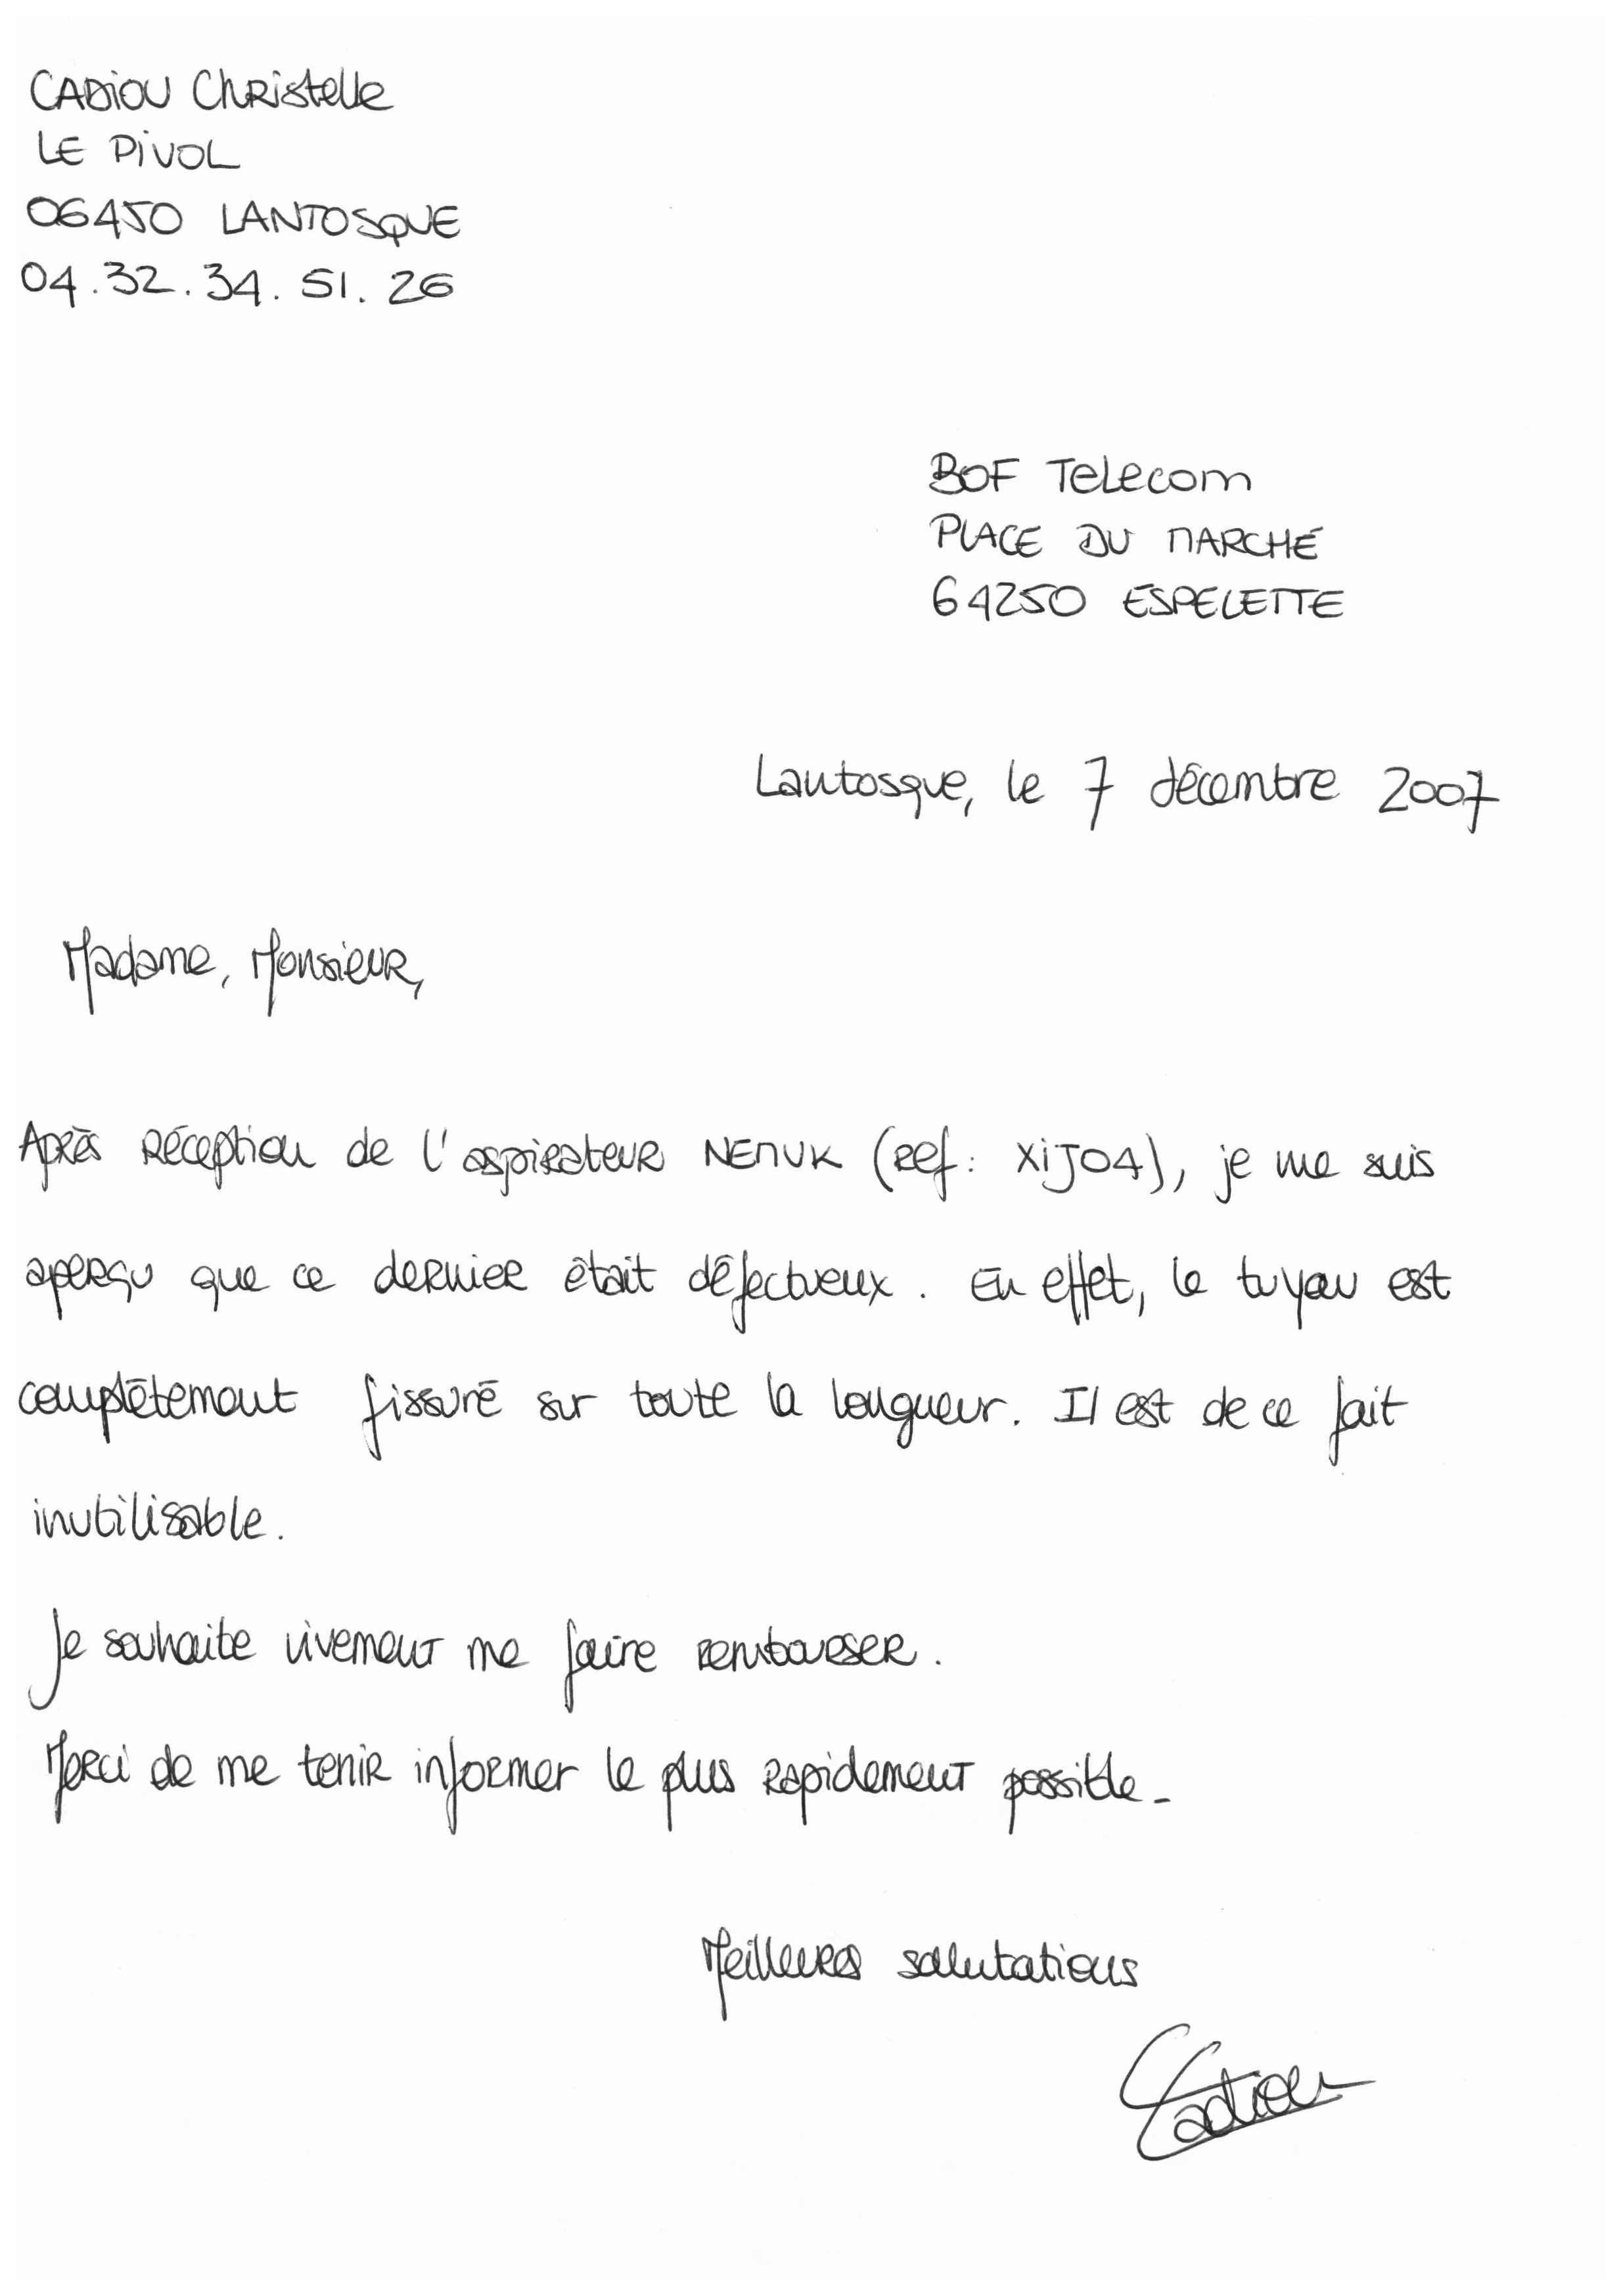 CADIOU Christelle
LE PIVOL
06450 LANTOSQUE
04.32.34.51.26
BOF Telecom
PLACE DU MARCHÉ
64250 ESPELETTE
Lantosque, le 7 décembre 2007
Madame, Monsieur,
Après réception de l'aspirateur NEMUK (ref: XIJ04), je me suis
aperçu que ce dernier était défectueux. En effet, le tuyau est
complètement fissuré sur toute la longueur. Il est de ce fait
inutilisable.
Je souhaite vivement me faire rembourser.
Merci de me tenir informer le plus rapidement possible.
Meilleures salutations
Cadiou